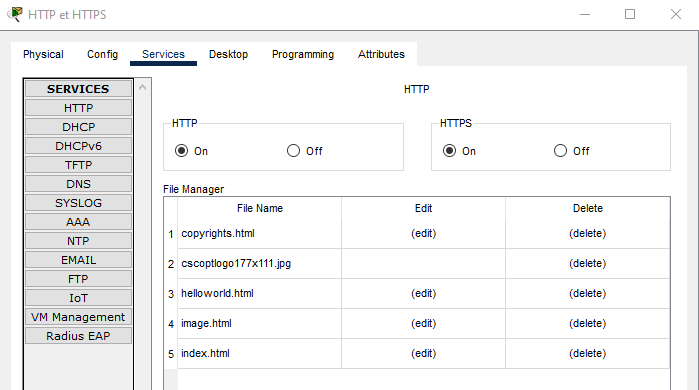 HTTP et HTTPS
Physical Config Services Desktop Programming Attributes
SERVICES
HTTP
DHCP
DHCPv6
TFTP
DNS
SYSLOG
AAA
NTP
EMAIL
FTP
IoT
VM Management
Radius EAP
HTTP
HTTP
On Off
HTTPS
On Off
File Manager
File Name Edit Delete
1 copyrights.html (edit) (delete)
2 cscoptlogo177x111.jpg (delete)
3 helloworld.html (edit) (delete)
4 image.html (edit) (delete)
5 index.html (edit) (delete)